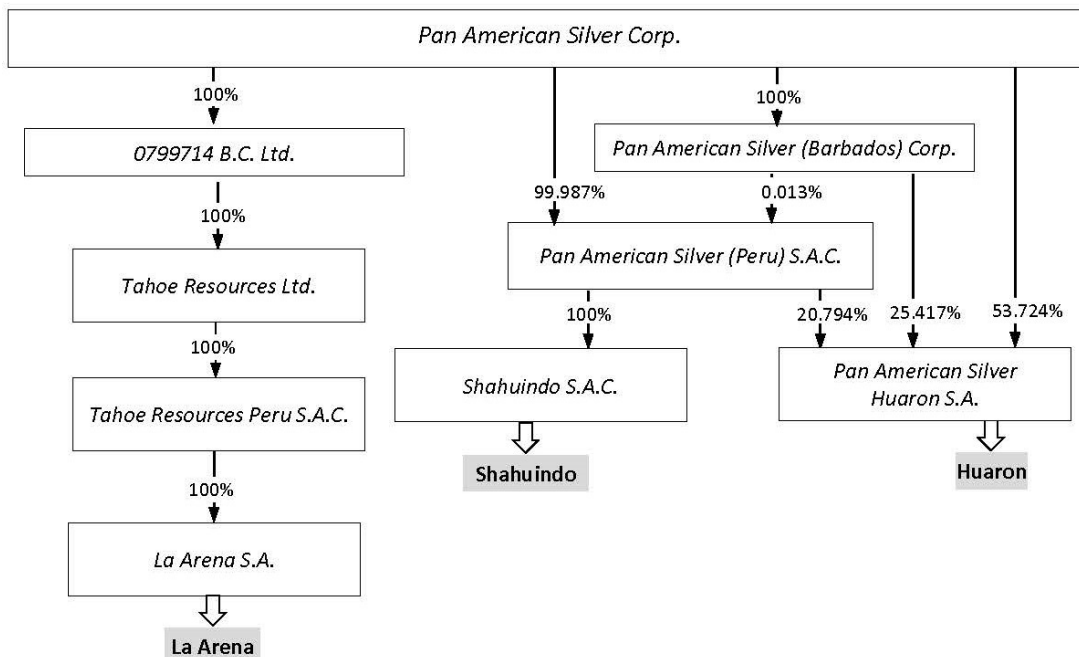 Pan American Silver Corp.
100%
100%
0799714 B.C. Ltd.
Pan American Silver (Barbados) Corp.
99.987%
0.013%
100%
Pan American Silver (Peru) S.A.C.
Tahoe Resources Ltd.
100%
20.794%
25.417%
53.724%
100%
Shahuindo S.A.C.
Pan American Silver
Huaron S.A.
Tahoe Resources Peru S.A.C.
Shahuindo
Huaron
100%
La Arena S.A.
La Arena